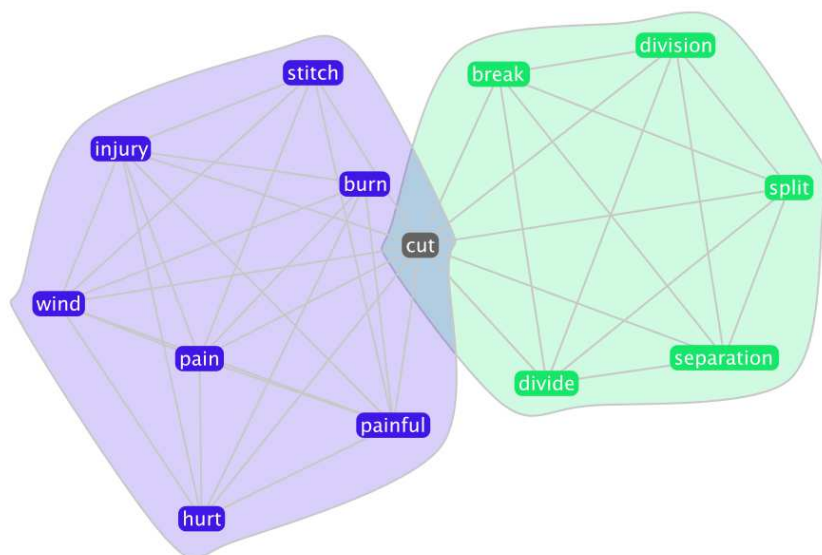 stitch
injury
burn
wind
pain
painful
hurt
cut
break
division
split
separation
divide